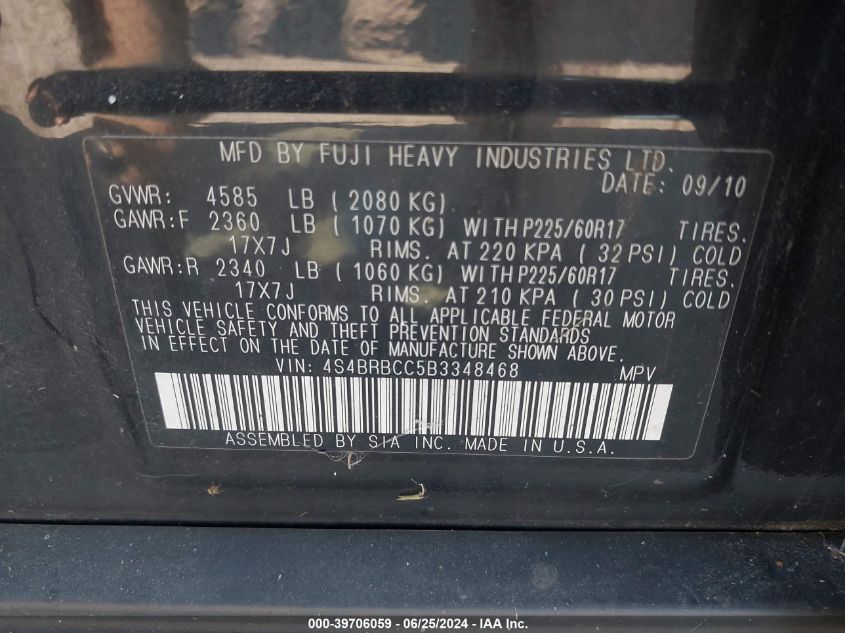 MFD BY FUJI HEAVY INDUSTRIES LTD.
DATE: 09/10
GVWR: 4585 LB ( 2080 KG)
GAWR:F 2360 LB ( 1070 KG) WITH P225/60R17 TIRES.
17X7J RIMS. AT 220 KPA ( 32 PSI) COLD
GAWR:R 2340 LB ( 1060 KG) WITH P225/60R17 TIRES.
17X7J RIMS. AT 210 KPA ( 30 PSI) COLD
THIS VEHICLE CONFORMS TO ALL APPLICABLE FEDERAL MOTOR
VEHICLE SAFETY AND THEFT PREVENTION STANDARDS
IN EFFECT ON THE DATE OF MANUFACTURE SHOWN ABOVE.
VIN: 4S4BRBCC5B3348468 MPV
ASSEMBLED BY SIA INC. MADE IN U.S.A.
000-39706059 - 06/25/2024 - IAA Inc.